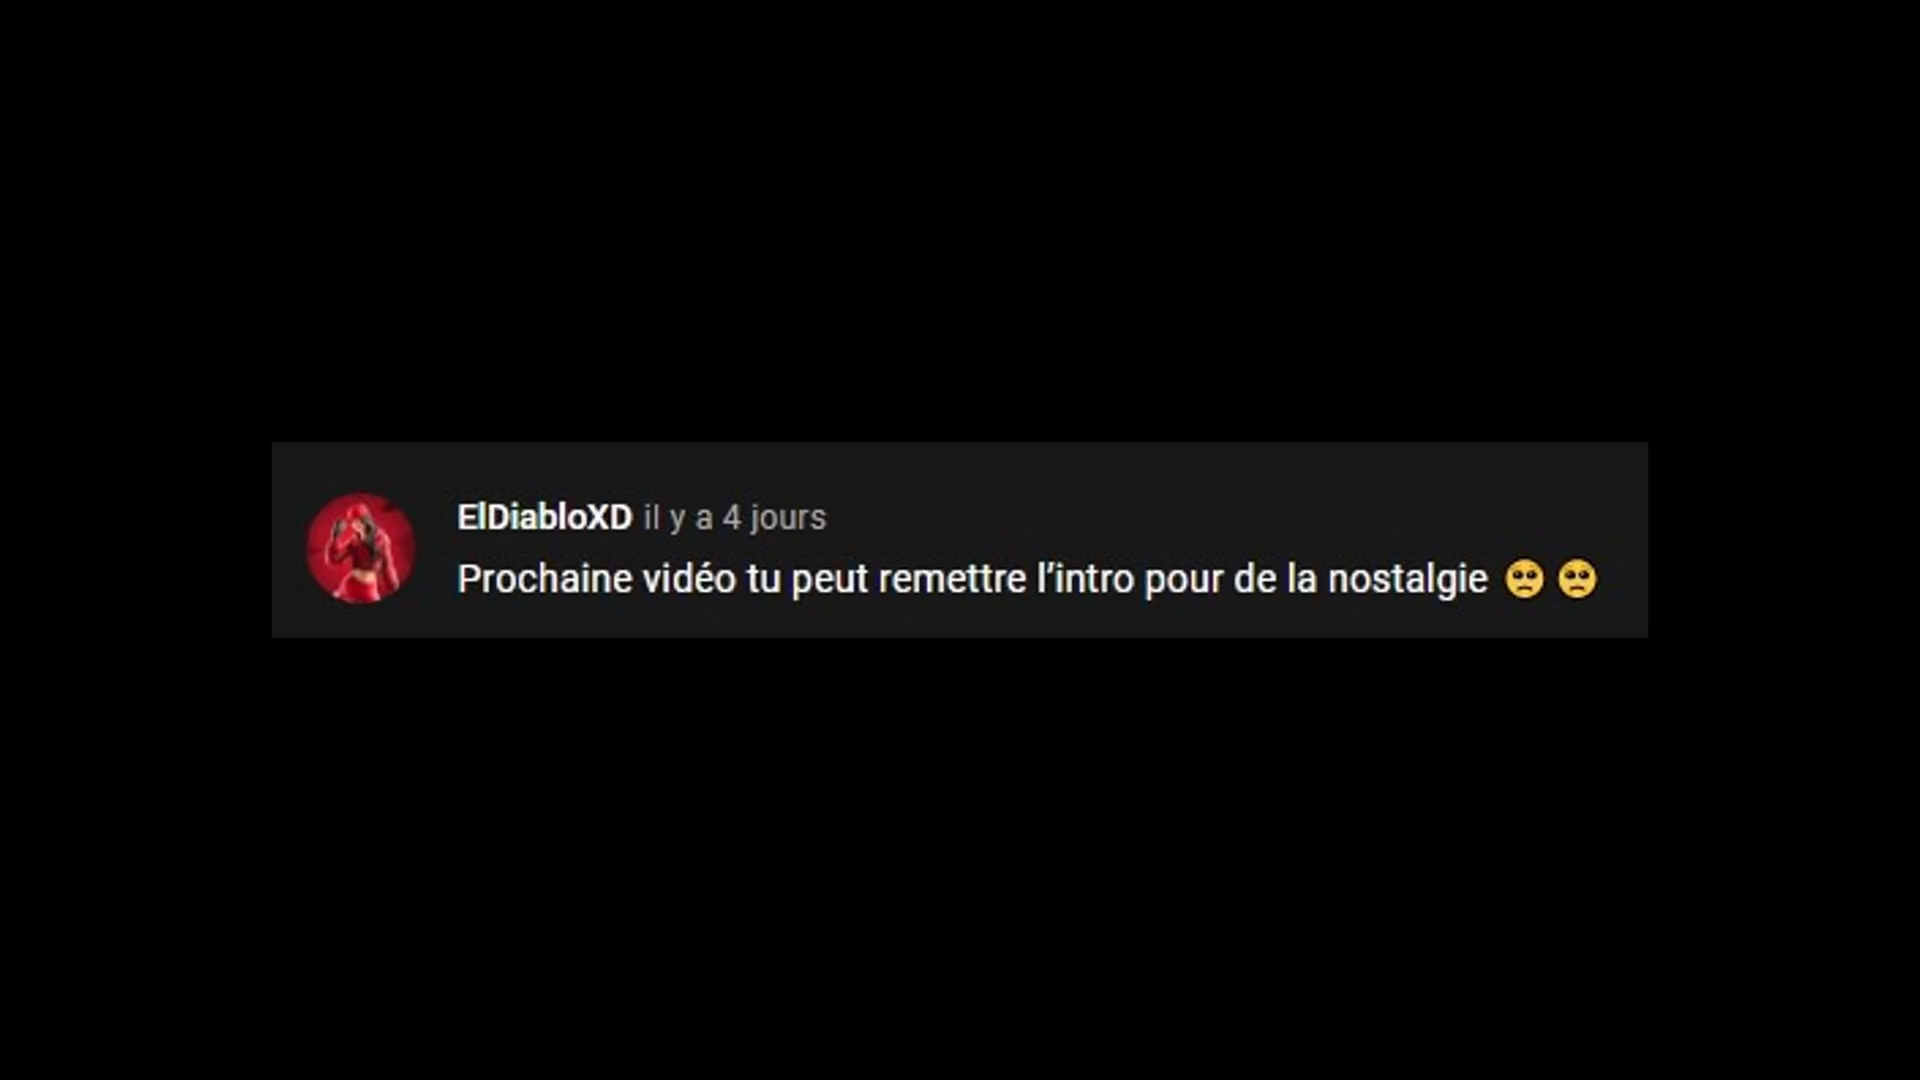 ElDiabloXD il y a 4 jours
Prochaine vidéo tu peut remettre l’intro pour de la nostalgie 🥺 🥺